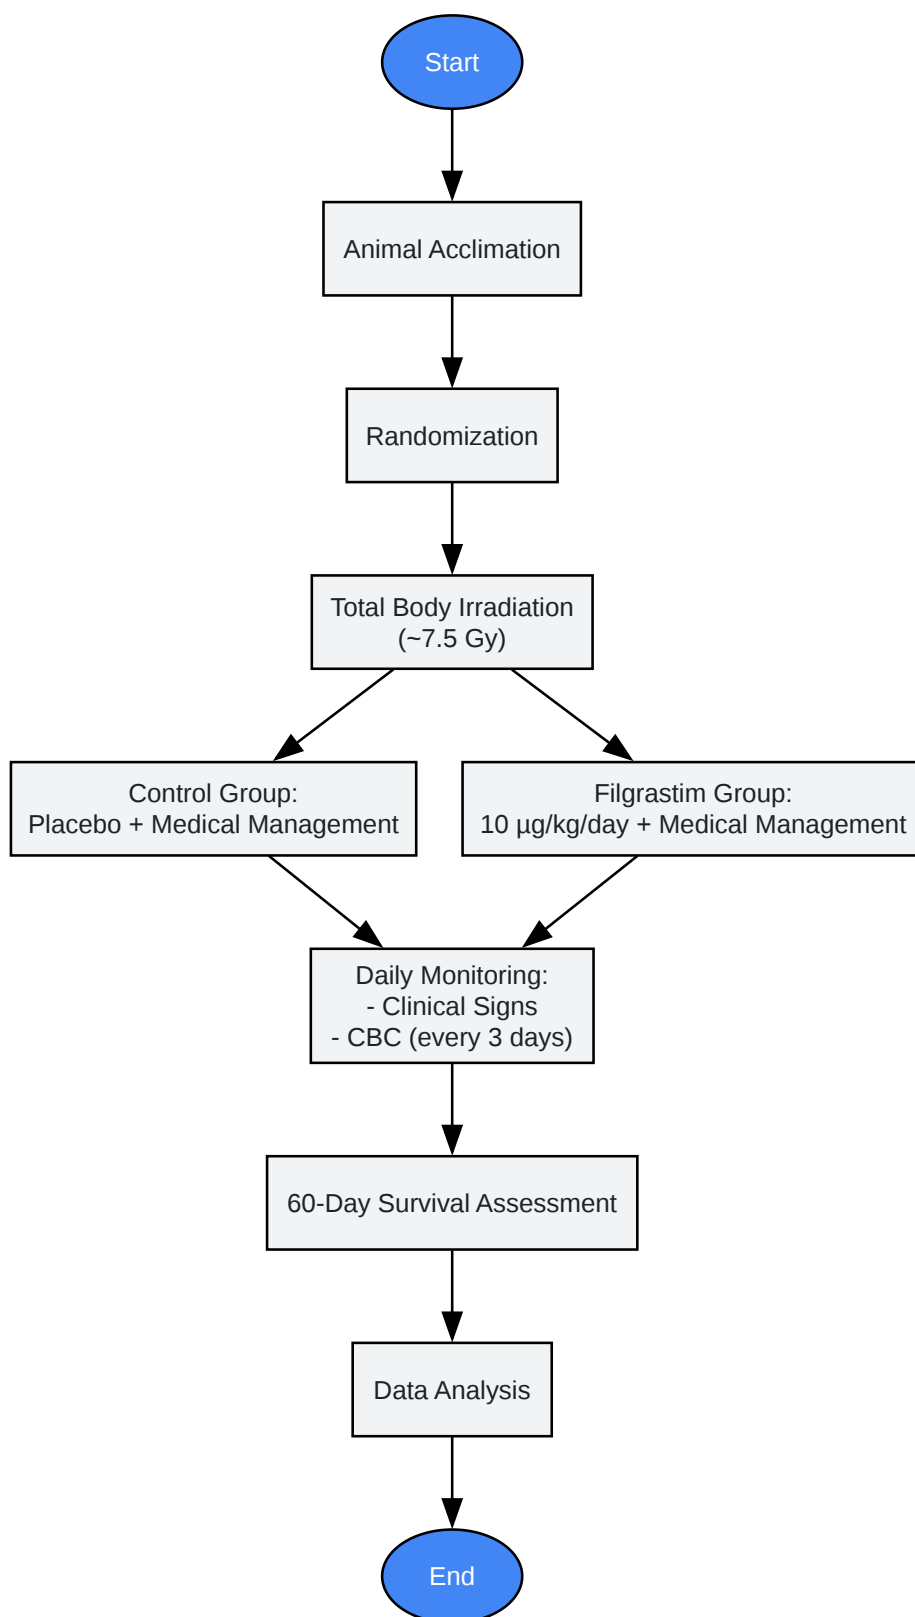 Start
Animal Acclimation
Randomization
Total Body Irradiation
(~7.5 Gy)
Control Group:
Placebo + Medical Management
Filgrastim Group:
10 µg/kg/day + Medical Management
Daily Monitoring:
- Clinical Signs
- CBC (every 3 days)
60-Day Survival Assessment
Data Analysis
End